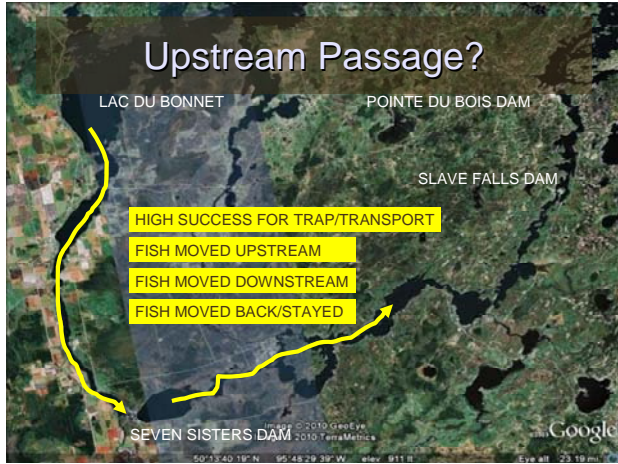 Upstream Passage?
LAC DU BONNET
POINTE DU BOIS DAM
SLAVE FALLS DAM
HIGH SUCCESS FOR TRAP/TRANSPORT
FISH MOVED UPSTREAM
FISH MOVED DOWNSTREAM
FISH MOVED BACK/STAYED
SEVEN SISTERS DAM
Image © 2010 GeoEye
2010 TerraMetrics
Google
50°13'40.19" N 95°48'29.39" W elev 911 ft
Eye alt 23.19 mi